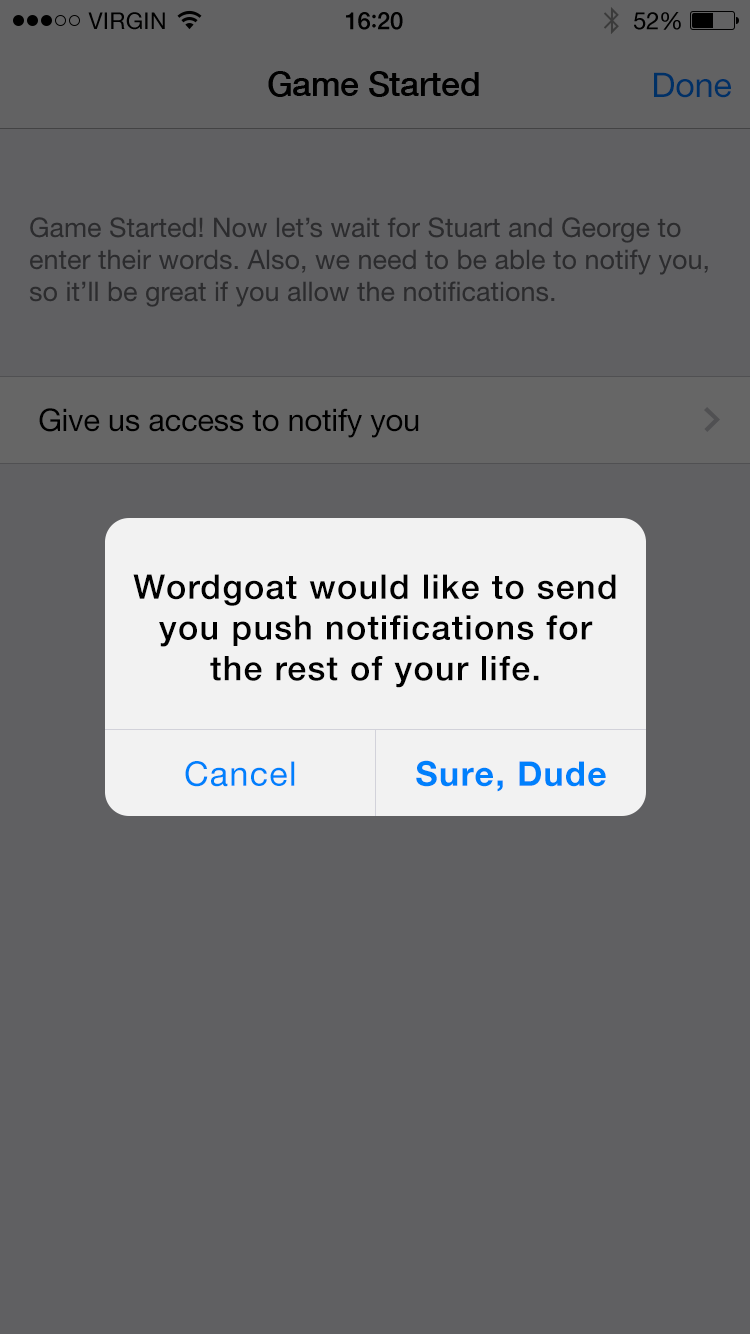 VIRGIN 16:20 52%
Game Started Done
Game Started! Now let’s wait for Stuart and George to
enter their words. Also, we need to be able to notify you,
so it’ll be great if you allow the notifications.
Give us access to notify you
Wordgoat would like to send
you push notifications for
the rest of your life.
Cancel Sure, Dude